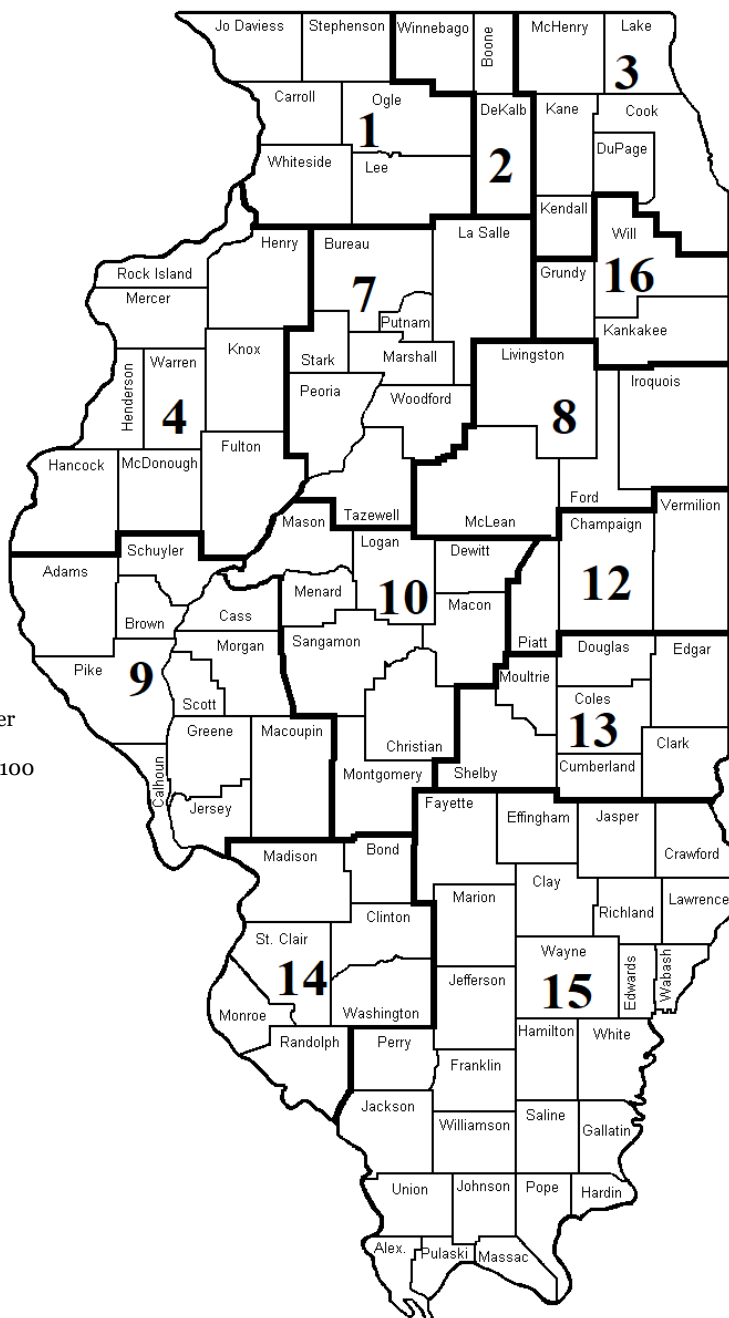 Jo Daviess
Stephenson
Winnebago
Boone
McHenry
Lake
3
Carroll
Ogle
1
DeKalb
2
Kane
Cook
DuPage
Whiteside
Lee
Kendall
Will
16
Henry
Bureau
La Salle
7
Rock Island
Mercer
Putnam
Grundy
Kankakee
Henderson
Warren
Knox
Stark
Marshall
Livingston
Iroquois
4
Peoria
Woodford
8
Hancock
McDonough
Fulton
Tazewell
McLean
Ford
Vermilion
Mason
Logan
Dewitt
Champaign
12
Adams
Schuyler
Menard
10
Macon
Piatt
Brown
Cass
Sangamon
Morgan
Douglas
Edgar
Pike
9
Scott
Moultrie
Coles
13
er
Greene
Macoupin
Christian
Clark
100
Calhoun
Montgomery
Shelby
Cumberland
Jersey
Fayette
Effingham
Jasper
Madison
Bond
Crawford
Clay
Marion
Lawrence
Clinton
Richland
St. Clair
14
Wayne
15
Edwards
Wabash
Jefferson
Monroe
Washington
Randolph
Perry
Hamilton
White
Franklin
Jackson
Williamson
Saline
Gallatin
Union
Johnson
Pope
Hardin
Alex.
Pulaski
Massac